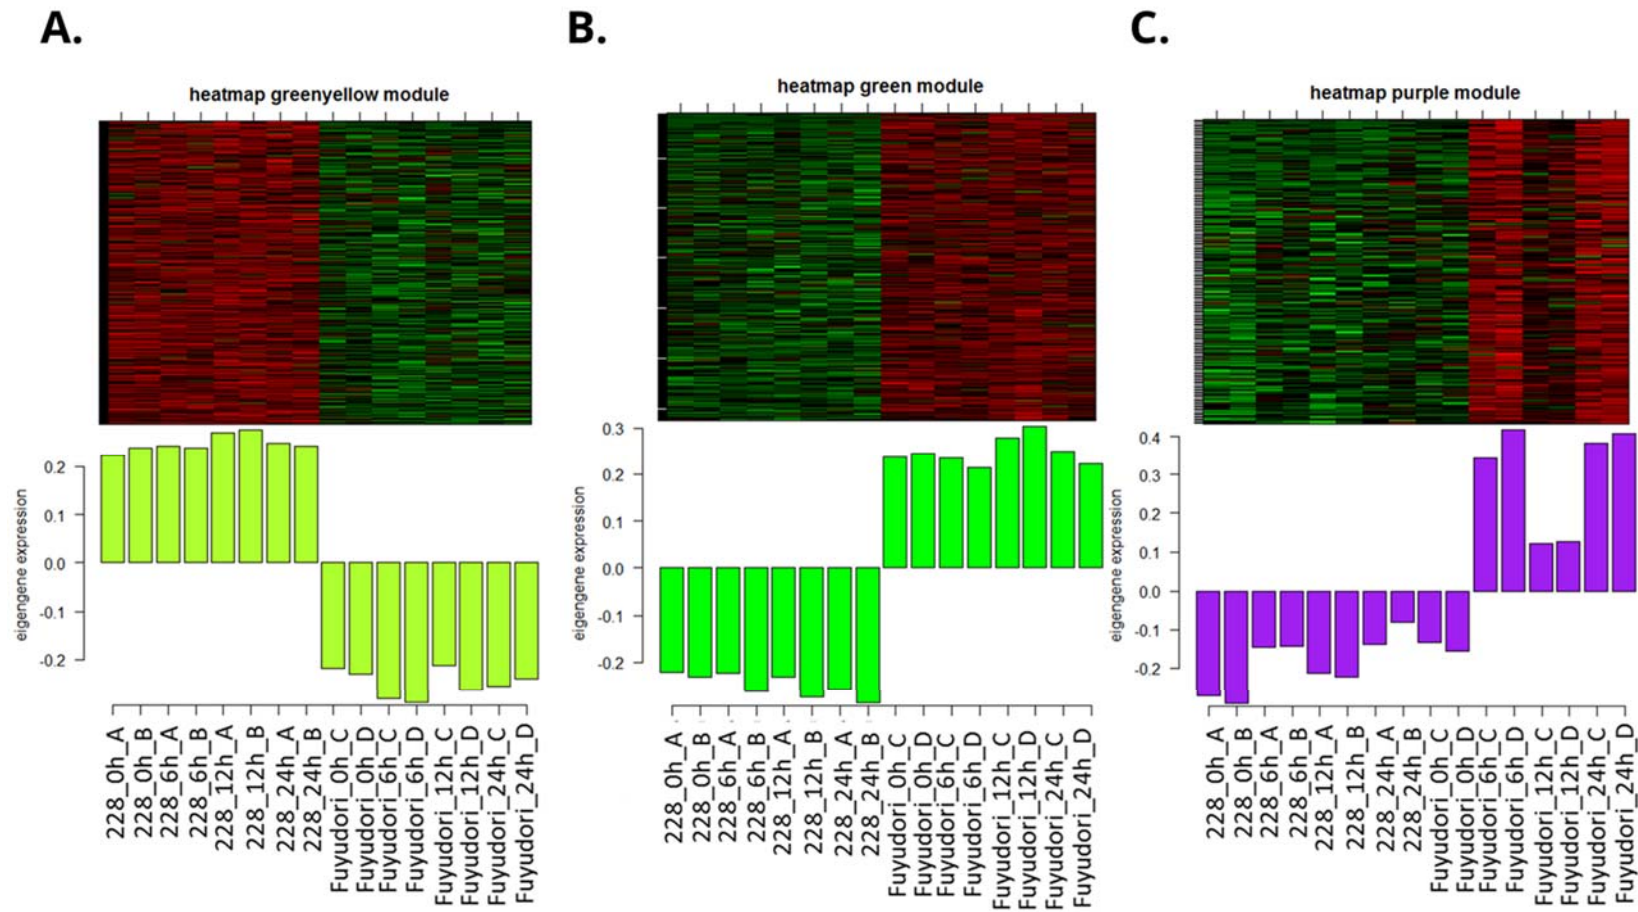 A.
B.
C.
heatmap greenyellow module
heatmap green module
heatmap purple module
eigengene expression
0.2
0.1
0.0
-0.1
-0.2
228_0h_A
228_0h_B
228_6h_A
228_6h_B
228_12h_A
228_12h_B
228_24h_A
228_24h_B
Fuyudori_0h_C
Fuyudori_0h_D
Fuyudori_6h_C
Fuyudori_6h_D
Fuyudori_12h_C
Fuyudori_12h_D
Fuyudori_24h_C
Fuyudori_24h_D
eigengene expression
0.3
0.2
0.1
0.0
-0.1
-0.2
228_0h_A
228_0h_B
228_6h_A
228_6h_B
228_12h_A
228_12h_B
228_24h_A
228_24h_B
Fuyudori_0h_C
Fuyudori_0h_D
Fuyudori_6h_C
Fuyudori_6h_D
Fuyudori_12h_C
Fuyudori_12h_D
Fuyudori_24h_C
Fuyudori_24h_D
eigengene expression
0.4
0.3
0.2
0.1
0.0
-0.1
-0.2
228_0h_A
228_0h_B
228_6h_A
228_6h_B
228_12h_A
228_12h_B
228_24h_A
228_24h_B
Fuyudori_0h_C
Fuyudori_0h_D
Fuyudori_6h_C
Fuyudori_6h_D
Fuyudori_12h_C
Fuyudori_12h_D
Fuyudori_24h_C
Fuyudori_24h_D